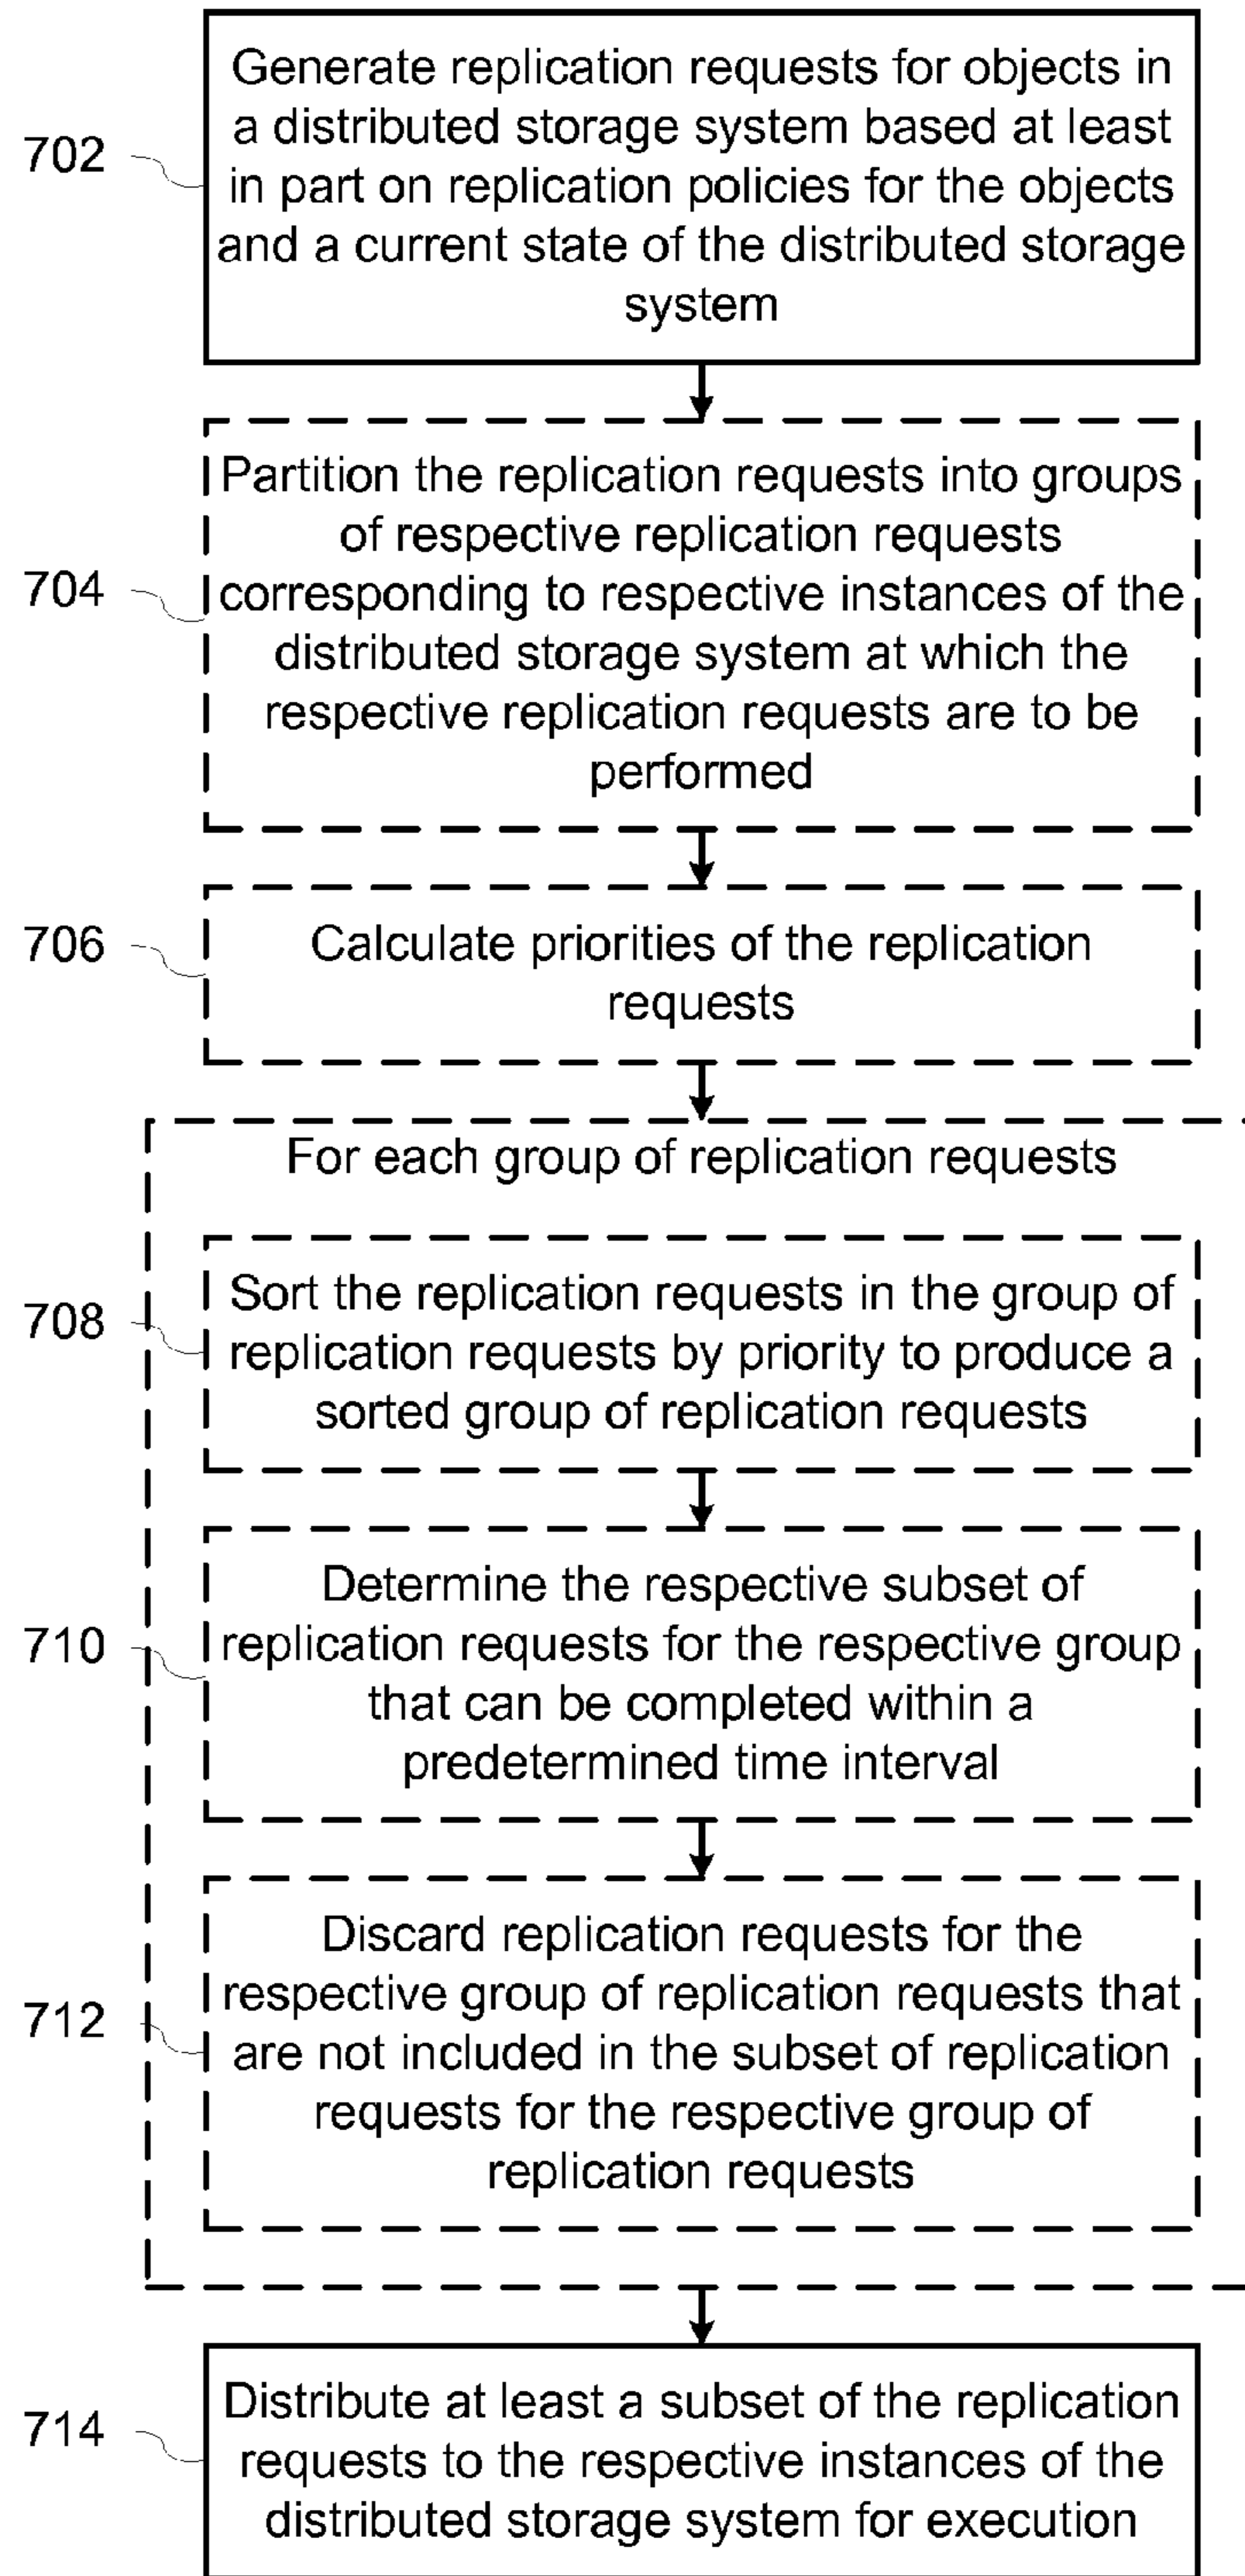 702
Generate replication requests for objects in
a distributed storage system based at least
in part on replication policies for the objects
and a current state of the distributed storage
system
704
Partition the replication requests into groups
of respective replication requests
corresponding to respective instances of the
distributed storage system at which the
respective replication requests are to be
performed
706
Calculate priorities of the replication
requests
For each group of replication requests
708
Sort the replication requests in the group of
replication requests by priority to produce a
sorted group of replication requests
710
Determine the respective subset of
replication requests for the respective group
that can be completed within a
predetermined time interval
712
Discard replication requests for the
respective group of replication requests that
are not included in the subset of replication
requests for the respective group of
replication requests
714
Distribute at least a subset of the replication
requests to the respective instances of the
distributed storage system for execution